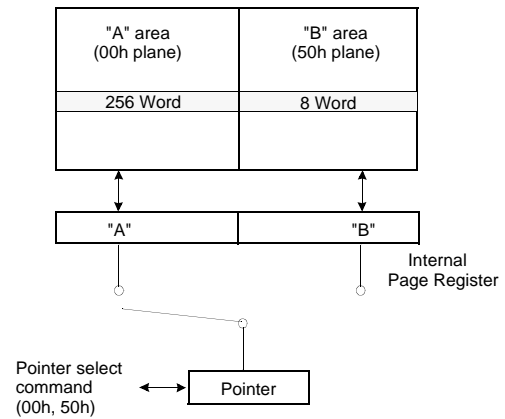 "A" area
(00h plane)
"B" area
(50h plane)
256 Word
8 Word
"A"
"B"
Internal
Page Register
Pointer select
command
(00h, 50h)
Pointer